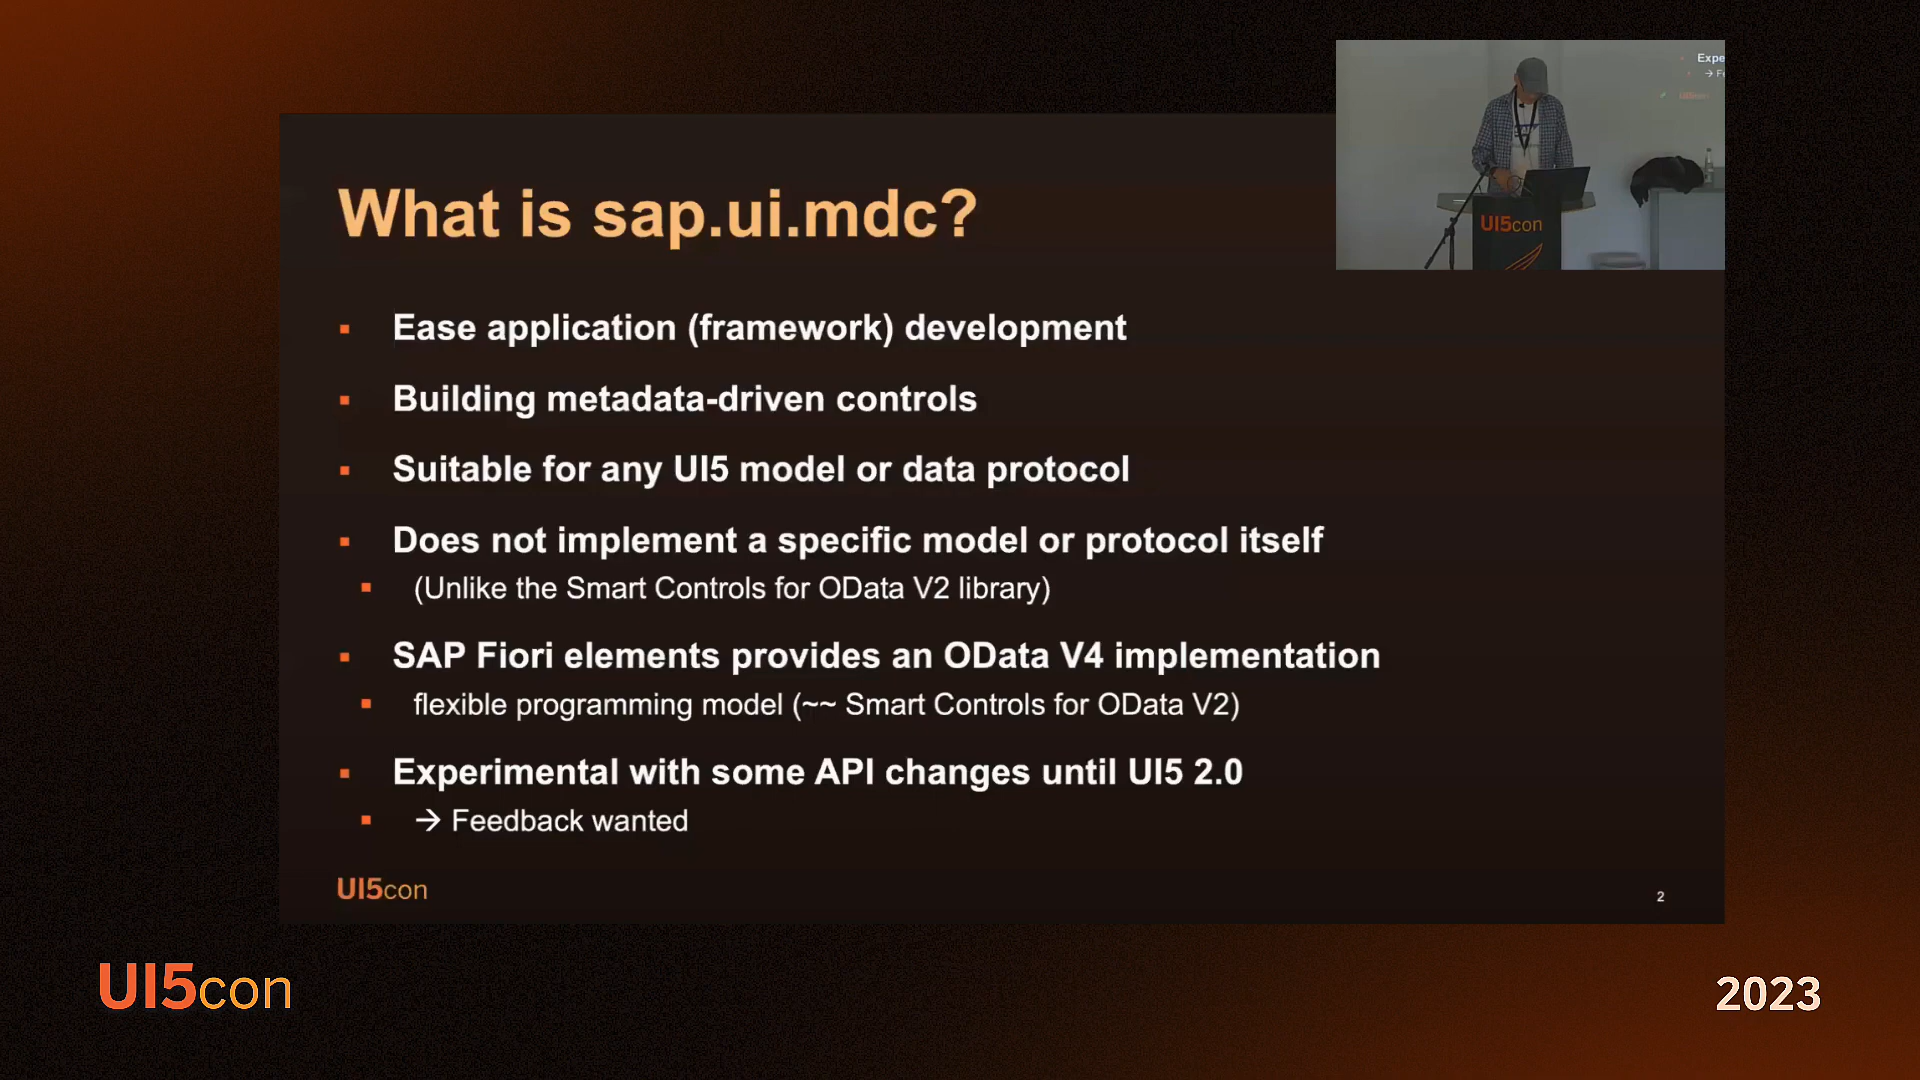 What is sap.ui.mdc?
Ease application (framework) development
Building metadata-driven controls
Suitable for any UI5 model or data protocol
Does not implement a specific model or protocol itself
(Unlike the Smart Controls for OData V2 library)
SAP Fiori elements provides an OData V4 implementation
flexible programming model (~~ Smart Controls for OData V2)
Experimental with some API changes until UI5 2.0
→ Feedback wanted
UI5con
2
Expe
→ Fe
UI5con
UI5con
UI5con
2023